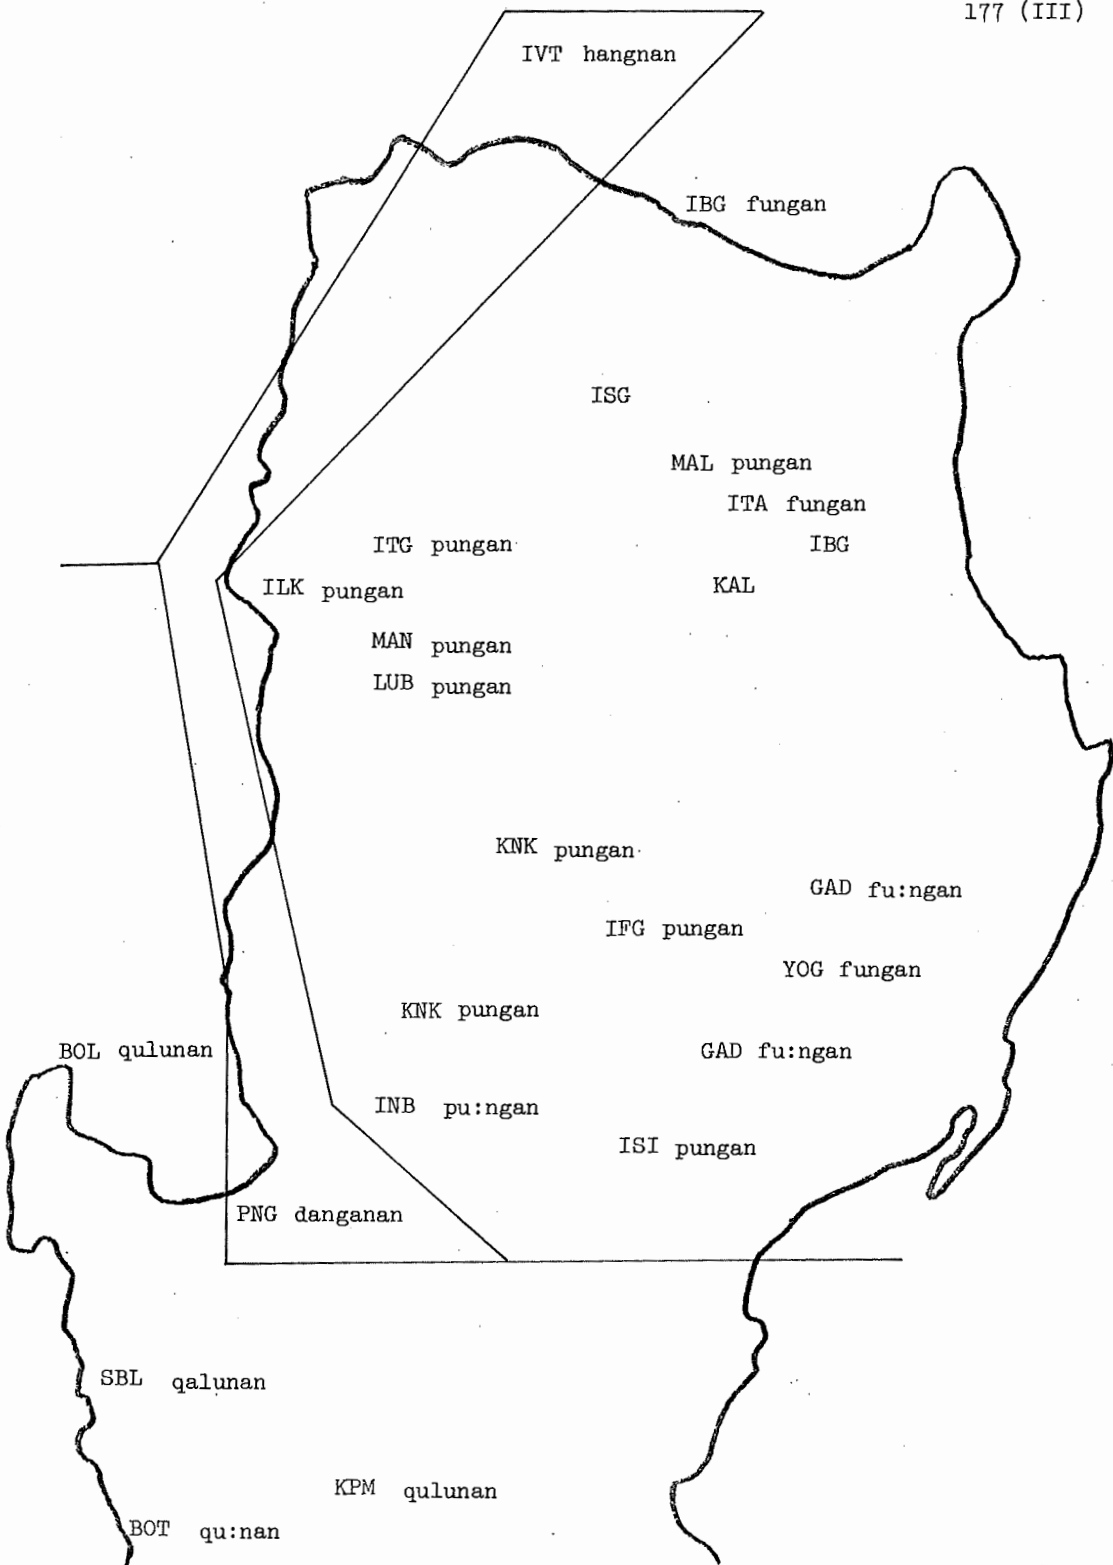 177 (III)
IVT hangnan
IBG fungan
ISG
MAL pungan
ITA fungan
ITG pungan
IBG
ILK pungan
KAL
MAN pungan
LUB pungan
KNK pungan
GAD fu:ngan
IFG pungan
YOG fungan
KNK pungan
BOL qulunan
GAD fu:ngan
INB pu:ngan
ISI pungan
PNG danganan
SBL qalunan
KPM qulunan
BOT qu:nan